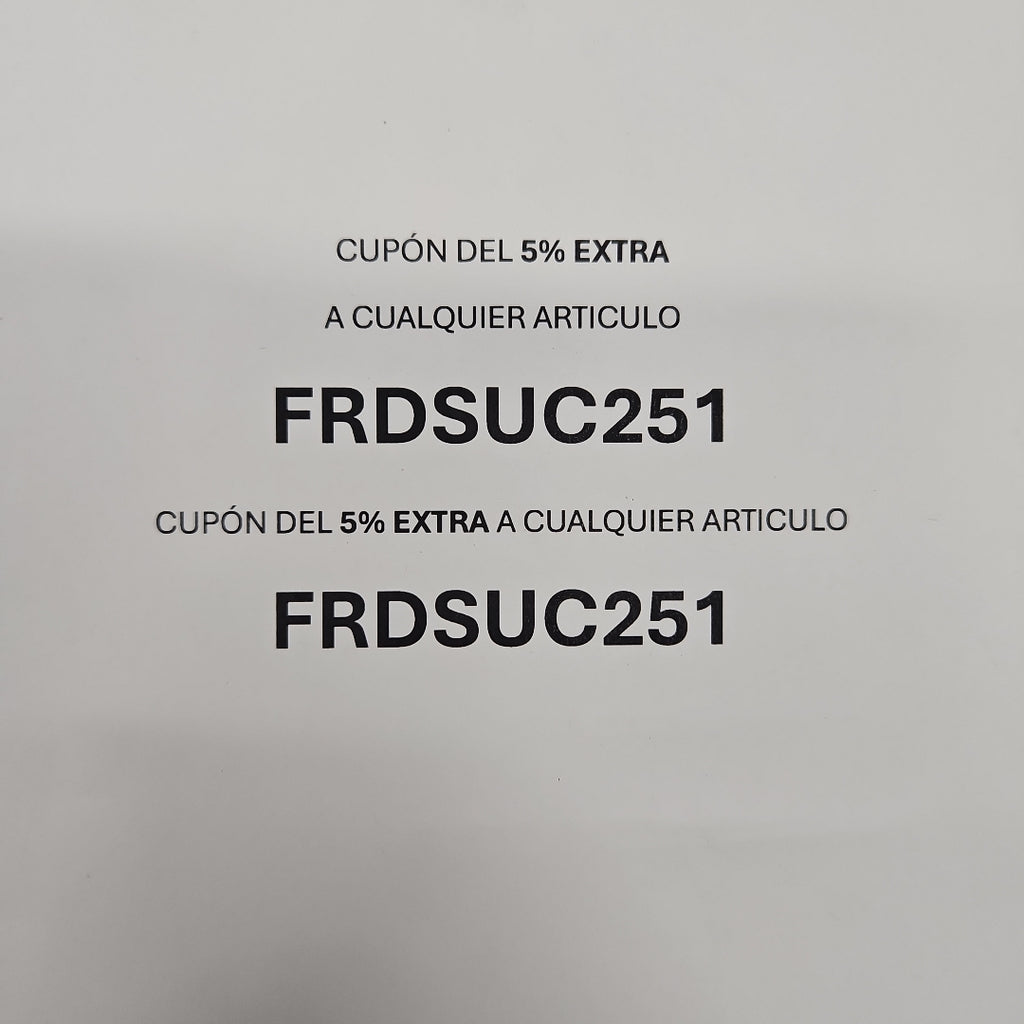 CUPÓN DEL 5% EXTRA
A CUALQUIER ARTICULO
FRDSUC251
CUPÓN DEL 5% EXTRA A CUALQUIER ARTICULO
FRDSUC251